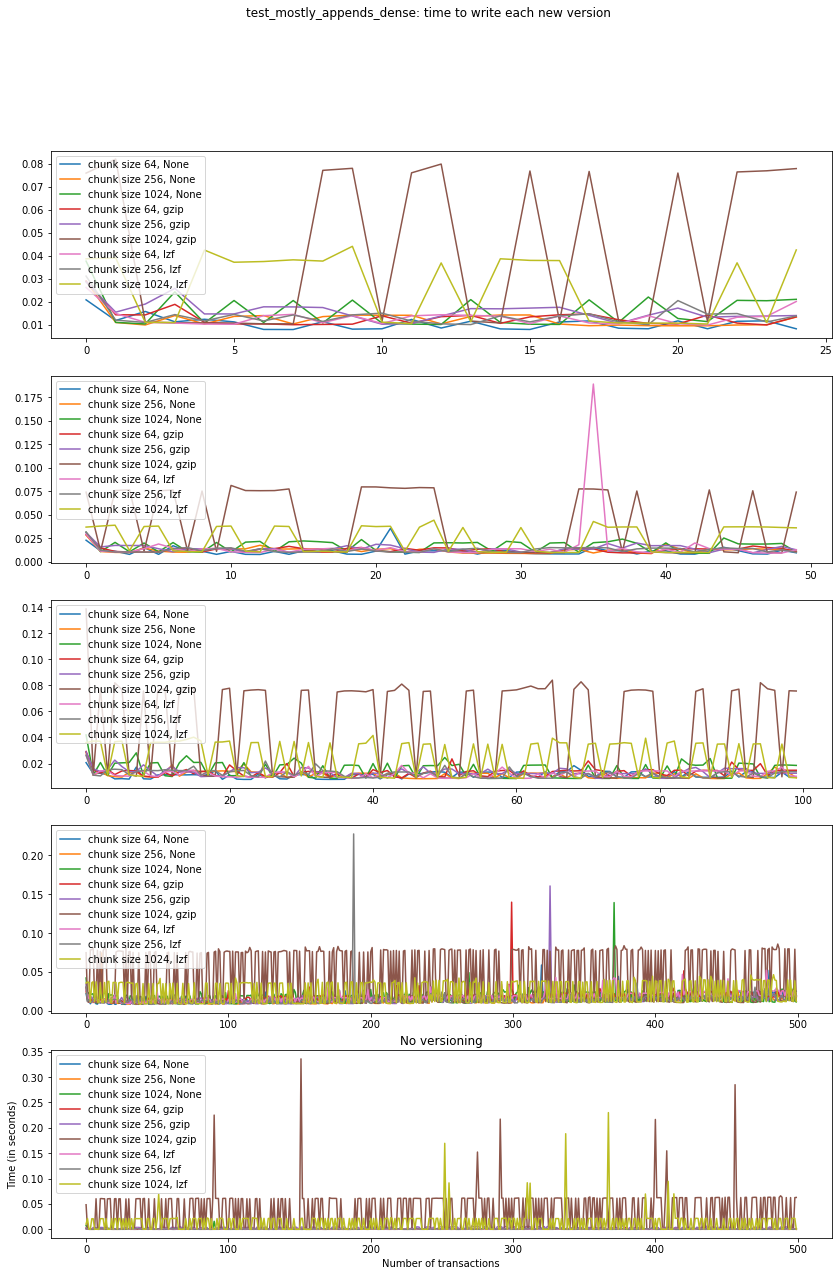 test_mostly_appends_dense: time to write each new version
0.08
0.07
0.06
0.05
0.04
0.03
0.02
0.01
chunk size 64, None
chunk size 256, None
chunk size 1024, None
chunk size 64, gzip
chunk size 256, gzip
chunk size 1024, gzip
chunk size 64, lzf
chunk size 256, lzf
chunk size 1024, lzf
0 5 10 15 20 25
0.175
0.150
0.125
0.100
0.075
0.050
0.025
0.000
chunk size 64, None
chunk size 256, None
chunk size 1024, None
chunk size 64, gzip
chunk size 256, gzip
chunk size 1024, gzip
chunk size 64, lzf
chunk size 256, lzf
chunk size 1024, lzf
0 10 20 30 40 50
0.14
0.12
0.10
0.08
0.06
0.04
0.02
chunk size 64, None
chunk size 256, None
chunk size 1024, None
chunk size 64, gzip
chunk size 256, gzip
chunk size 1024, gzip
chunk size 64, lzf
chunk size 256, lzf
chunk size 1024, lzf
0 20 40 60 80 100
0.20
0.15
0.10
0.05
0.00
chunk size 64, None
chunk size 256, None
chunk size 1024, None
chunk size 64, gzip
chunk size 256, gzip
chunk size 1024, gzip
chunk size 64, lzf
chunk size 256, lzf
chunk size 1024, lzf
0 100 200 300 400 500
No versioning
Time (in seconds)
0.35
0.30
0.25
0.20
0.15
0.10
0.05
0.00
chunk size 64, None
chunk size 256, None
chunk size 1024, None
chunk size 64, gzip
chunk size 256, gzip
chunk size 1024, gzip
chunk size 64, lzf
chunk size 256, lzf
chunk size 1024, lzf
0 100 200 300 400 500
Number of transactions